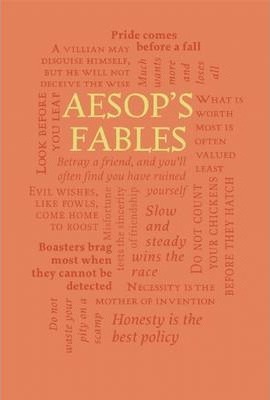 Pride comes
before a fall
A VILLIAN MAY
DISGUISE HIMSELF,
BUT HE WILL NOT
DECEIVE THE WISE
Much
wants
more
and
loses
all
LOOK BEFORE
YOU LEAP
AESOP'S
FABLES
WHAT IS
WORTH
MOST IS
OFTEN
VALUED
LEAST
Betray a friend, and you'll
often find you have ruined
yourself
EVIL WISHES,
LIKE FOWLS,
COME HOME
TO ROOST
Misfortune
tests the sincerity
of friendship
Slow
and
steady
wins the
race
DO NOT COUNT
YOUR CHICKENS
BEFORE THEY HATCH
Boasters brag
most when
they cannot be
detected
NECESSITY IS THE
MOTHER OF INVENTION
Do not
waste your
pity on a
scamp
Honesty is the
best policy